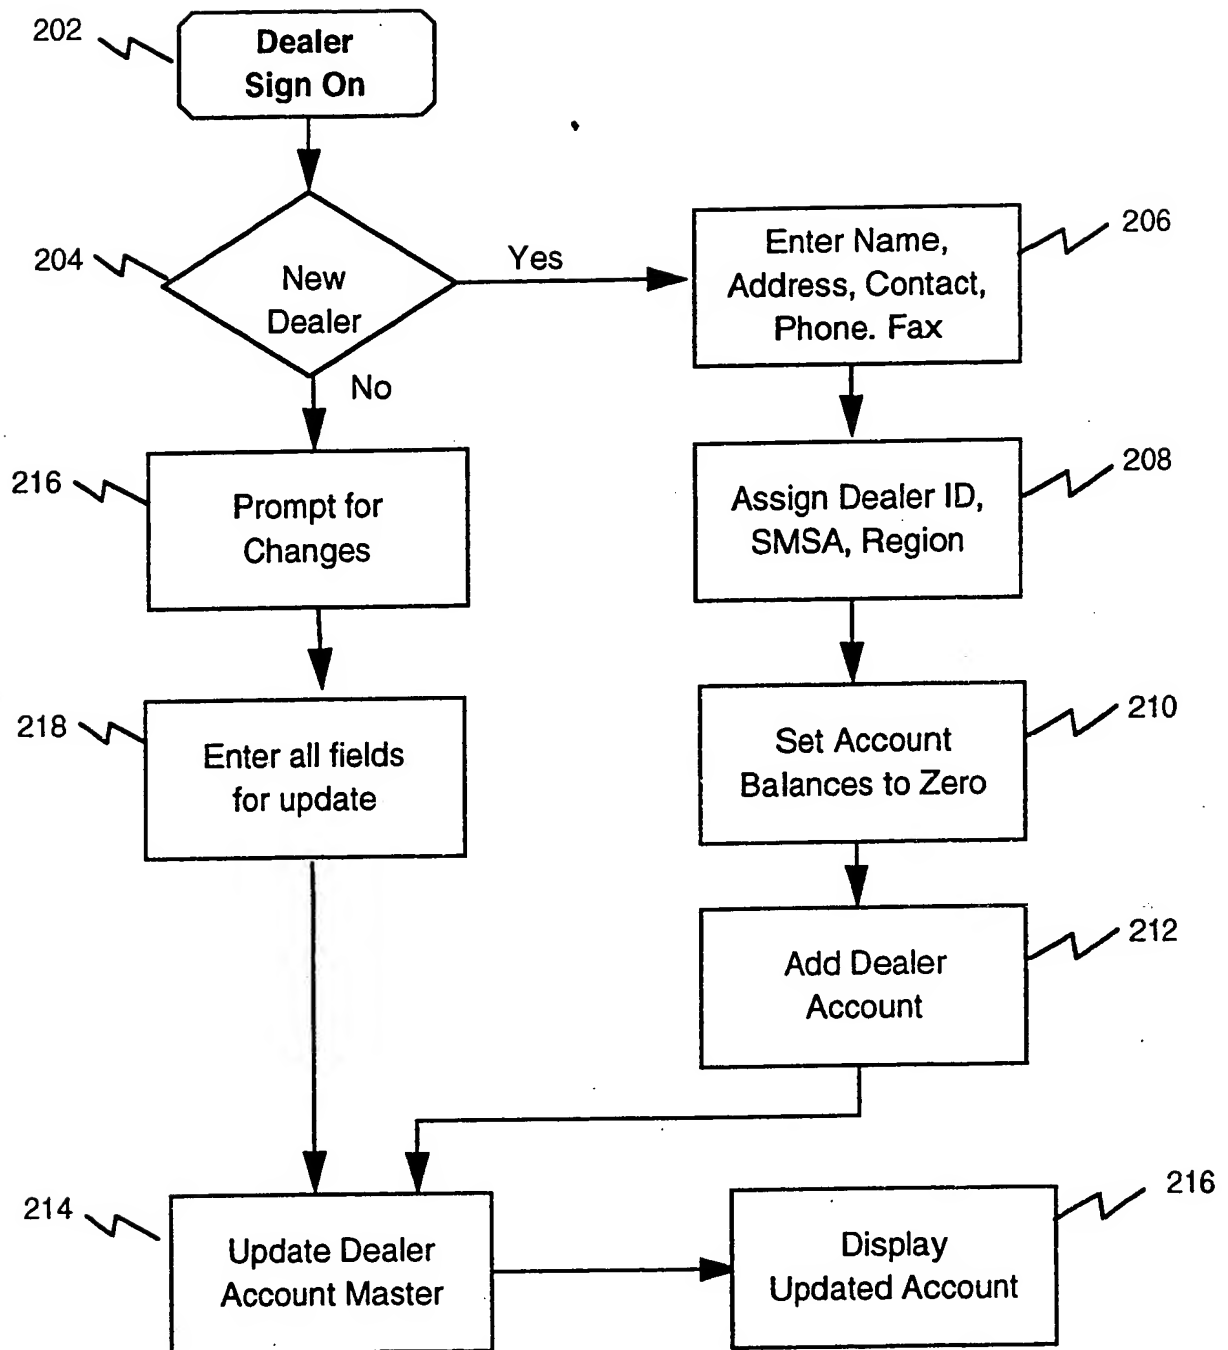 202
Dealer
Sign On
204
New
Dealer
Yes
No
206
Enter Name,
Address, Contact,
Phone. Fax
216
Prompt for
Changes
208
Assign Dealer ID,
SMSA, Region
218
Enter all fields
for update
210
Set Account
Balances to Zero
212
Add Dealer
Account
214
Update Dealer
Account Master
216
Display
Updated Account